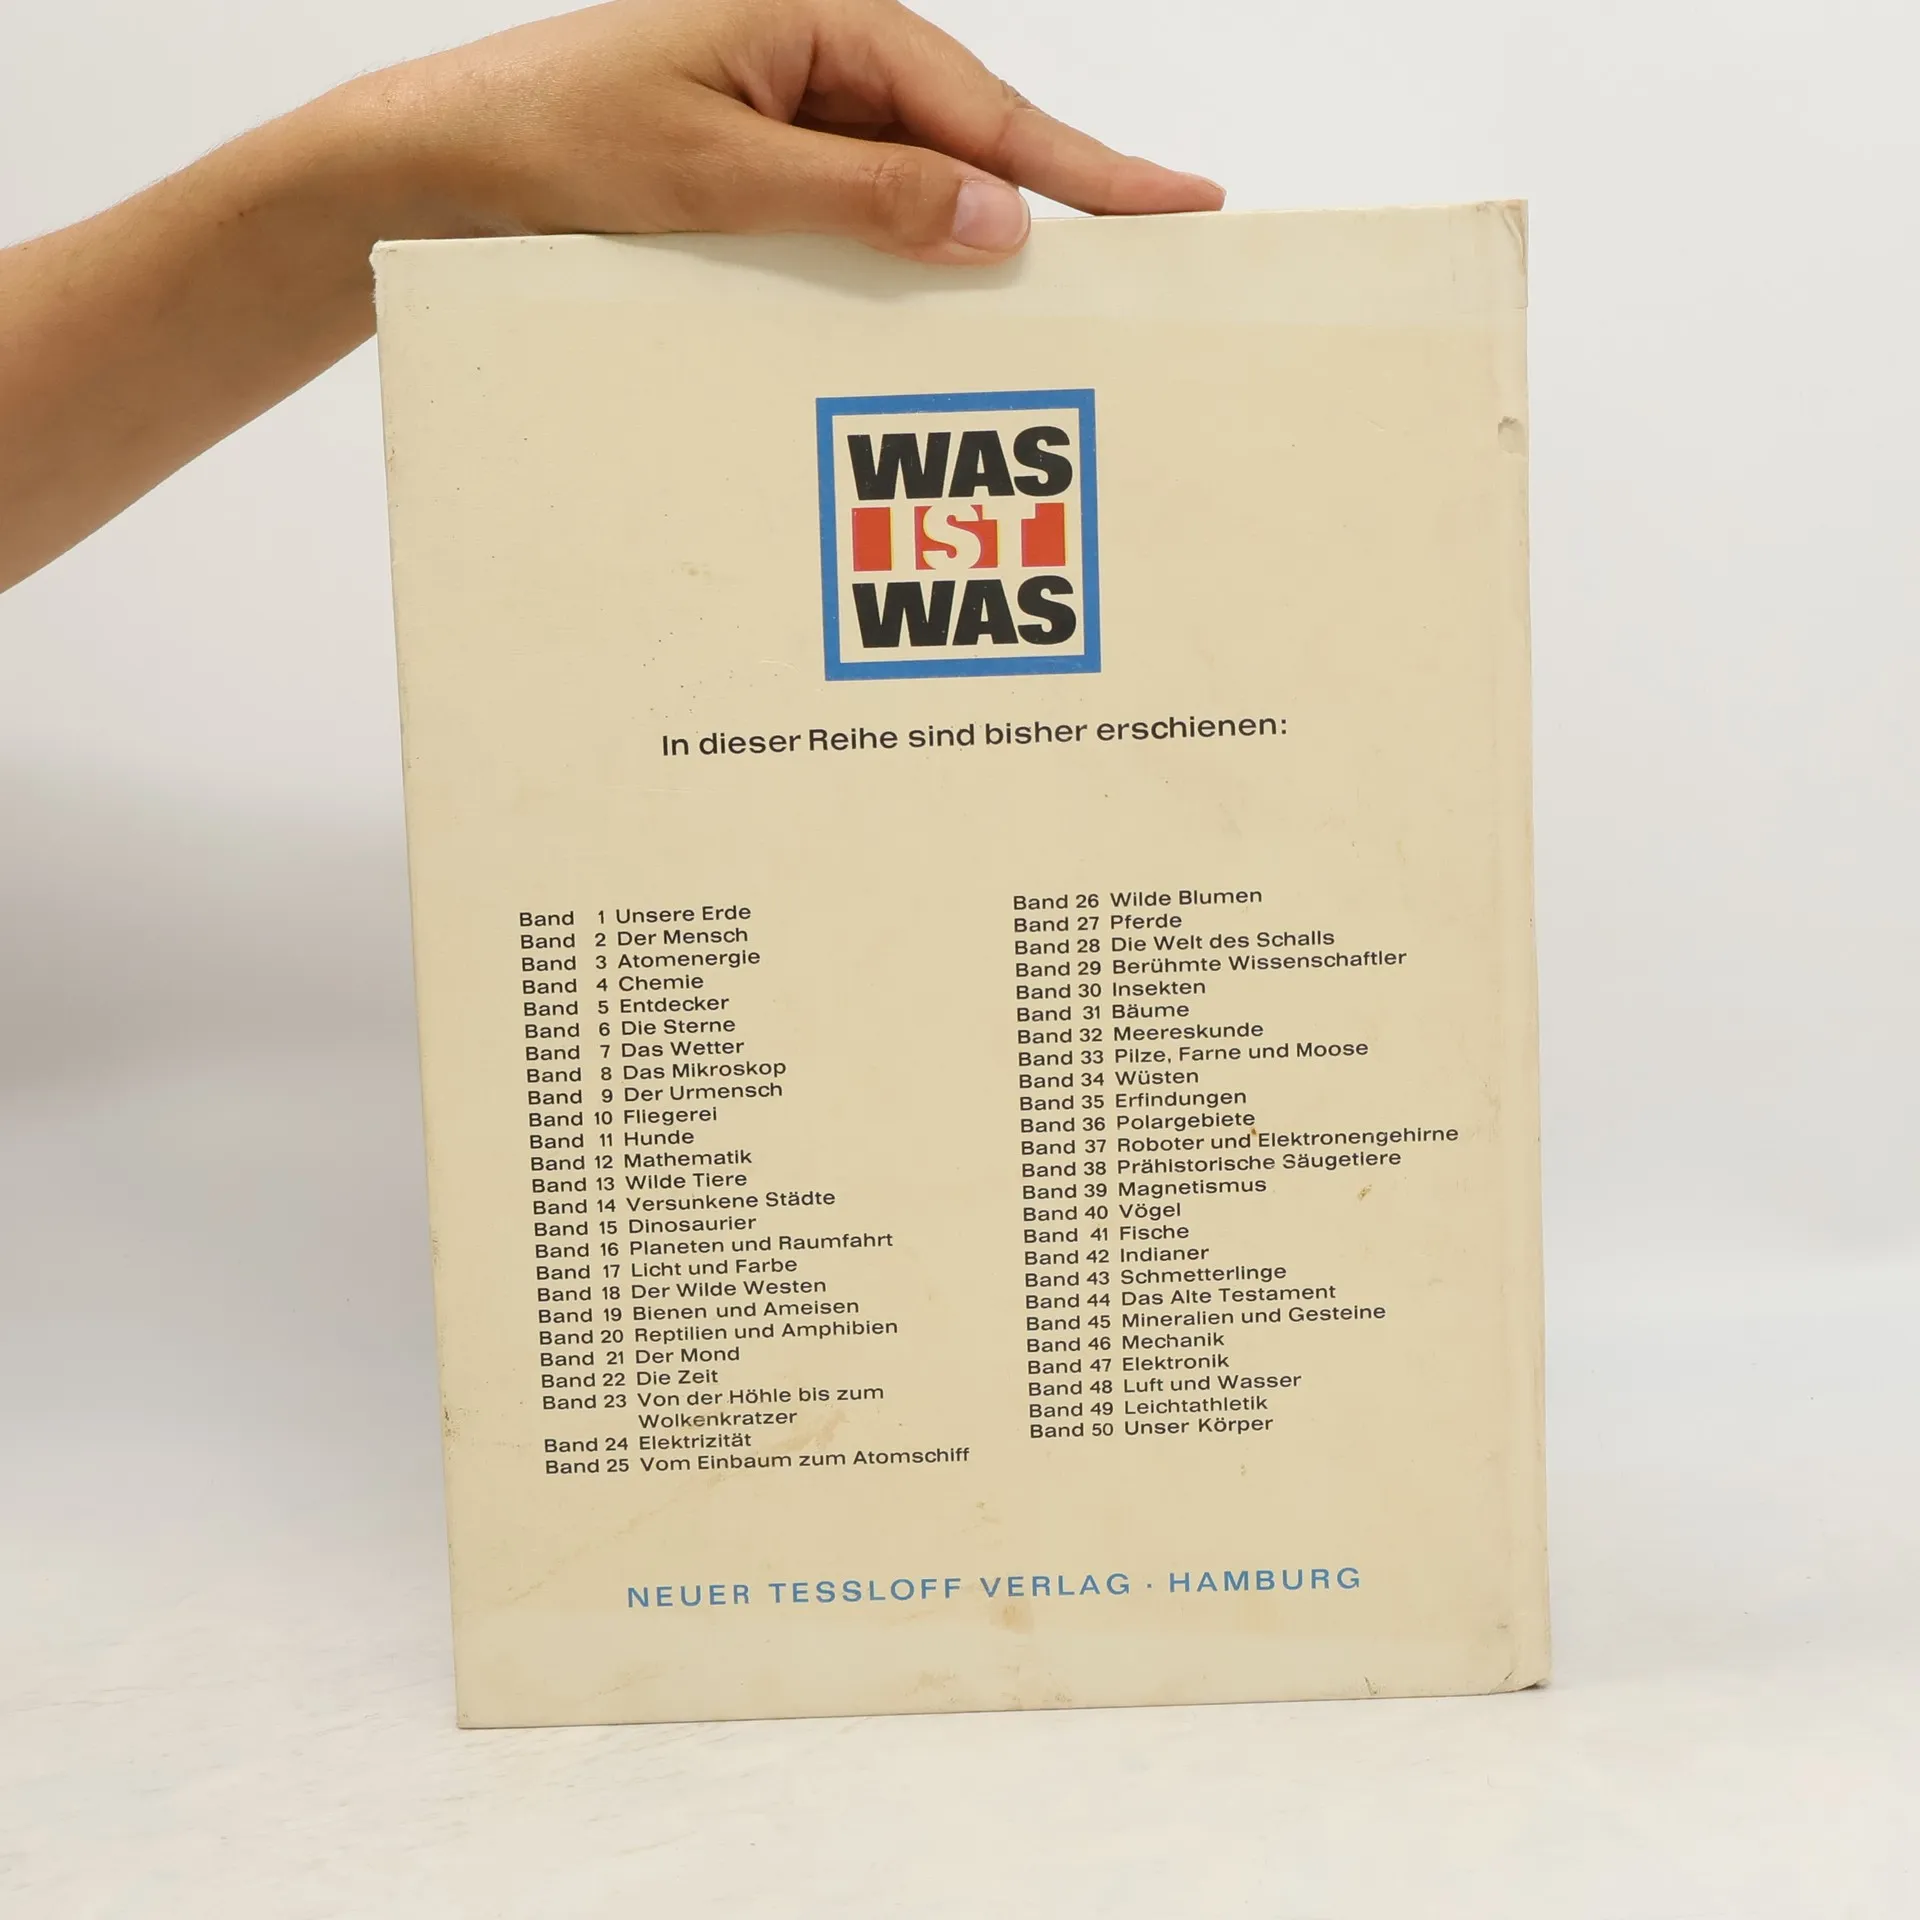 WAS
IST
WAS
In dieser Reihe sind bisher erschienen:
Band 1 Unsere Erde
Band 2 Der Mensch
Band 3 Atomenergie
Band 4 Chemie
Band 5 Entdecker
Band 6 Die Sterne
Band 7 Das Wetter
Band 8 Das Mikroskop
Band 9 Der Urmensch
Band 10 Fliegerei
Band 11 Hunde
Band 12 Mathematik
Band 13 Wilde Tiere
Band 14 Versunkene Städte
Band 15 Dinosaurier
Band 16 Planeten und Raumfahrt
Band 17 Licht und Farbe
Band 18 Der Wilde Westen
Band 19 Bienen und Ameisen
Band 20 Reptilien und Amphibien
Band 21 Der Mond
Band 22 Die Zeit
Band 23 Von der Höhle bis zum
Wolkenkratzer
Band 24 Elektrizität
Band 25 Vom Einbaum zum Atomschiff
Band 26 Wilde Blumen
Band 27 Pferde
Band 28 Die Welt des Schalls
Band 29 Berühmte Wissenschaftler
Band 30 Insekten
Band 31 Bäume
Band 32 Meereskunde
Band 33 Pilze, Farne und Moose
Band 34 Wüsten
Band 35 Erfindungen
Band 36 Polargebiete
Band 37 Roboter und Elektronengehirne
Band 38 Prähistorische Säugetiere
Band 39 Magnetismus
Band 40 Vögel
Band 41 Fische
Band 42 Indianer
Band 43 Schmetterlinge
Band 44 Das Alte Testament
Band 45 Mineralien und Gesteine
Band 46 Mechanik
Band 47 Elektronik
Band 48 Luft und Wasser
Band 49 Leichtathletik
Band 50 Unser Körper
NEUER TESSLOFF VERLAG · HAMBURG